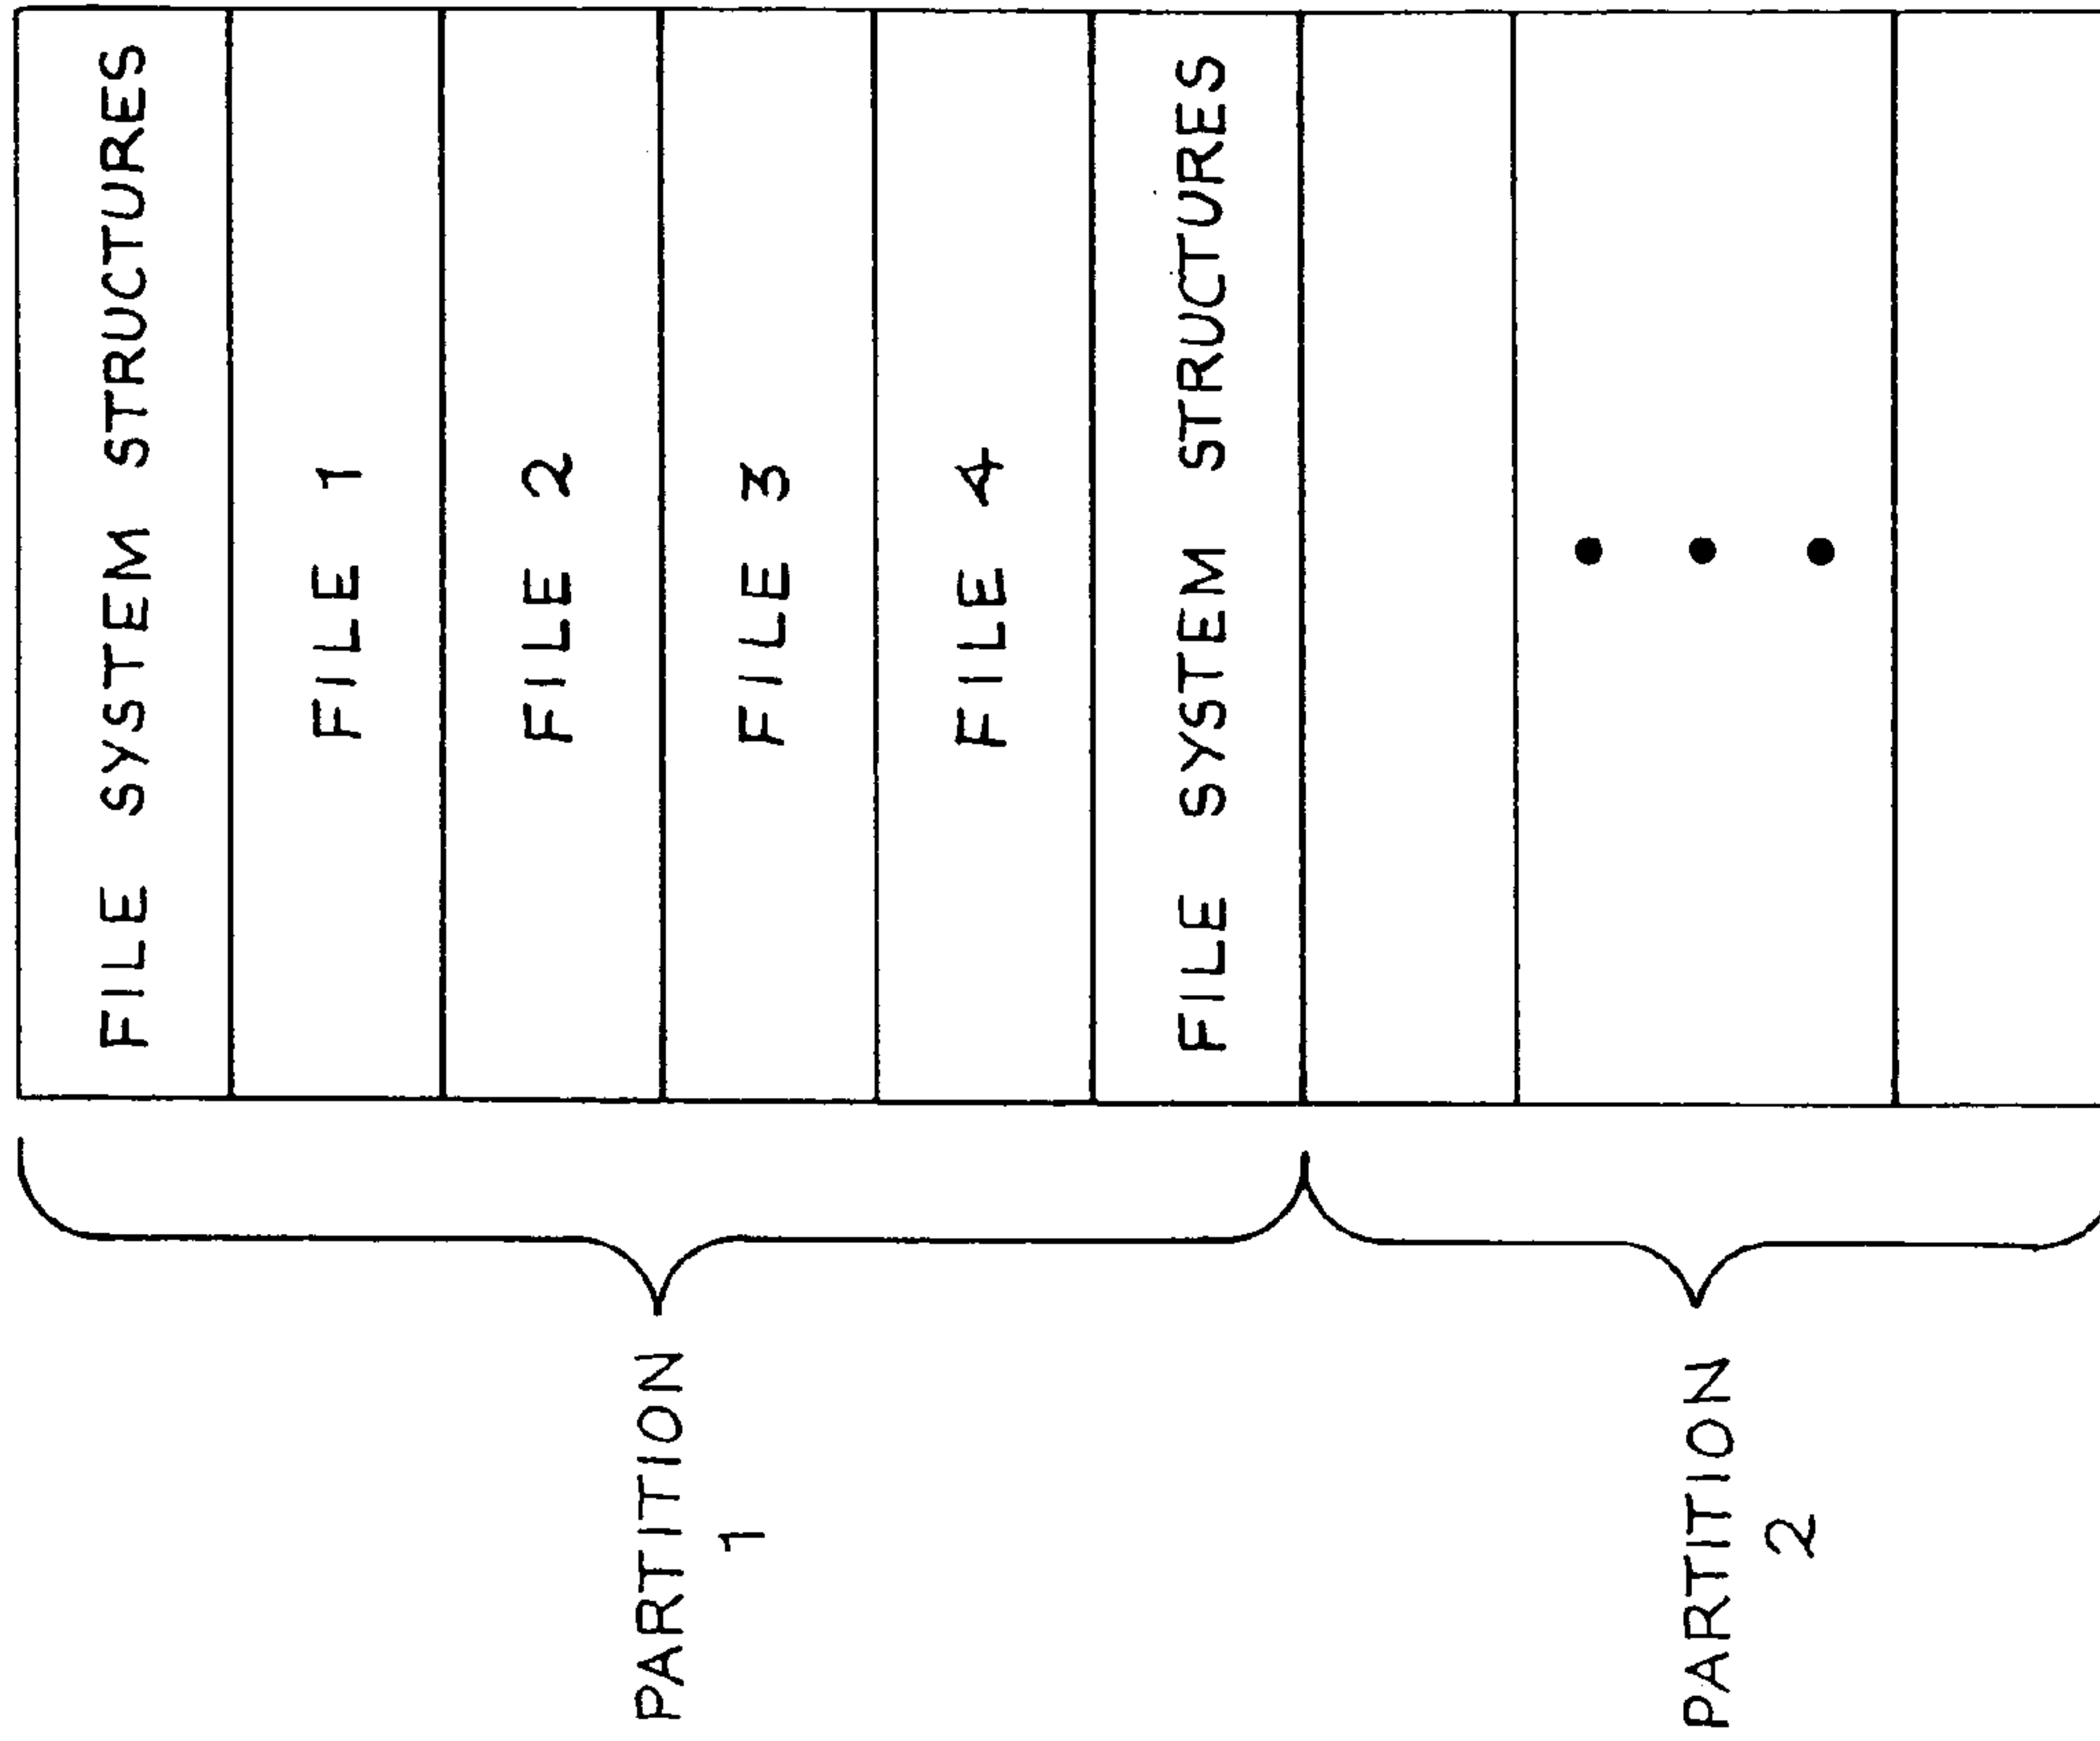 FILE SYSTEM STRUCTURES
FILE 1
FILE 2
FILE 3
FILE 4
FILE SYSTEM STRUCTURES
PARTITION
1
PARTITION
2